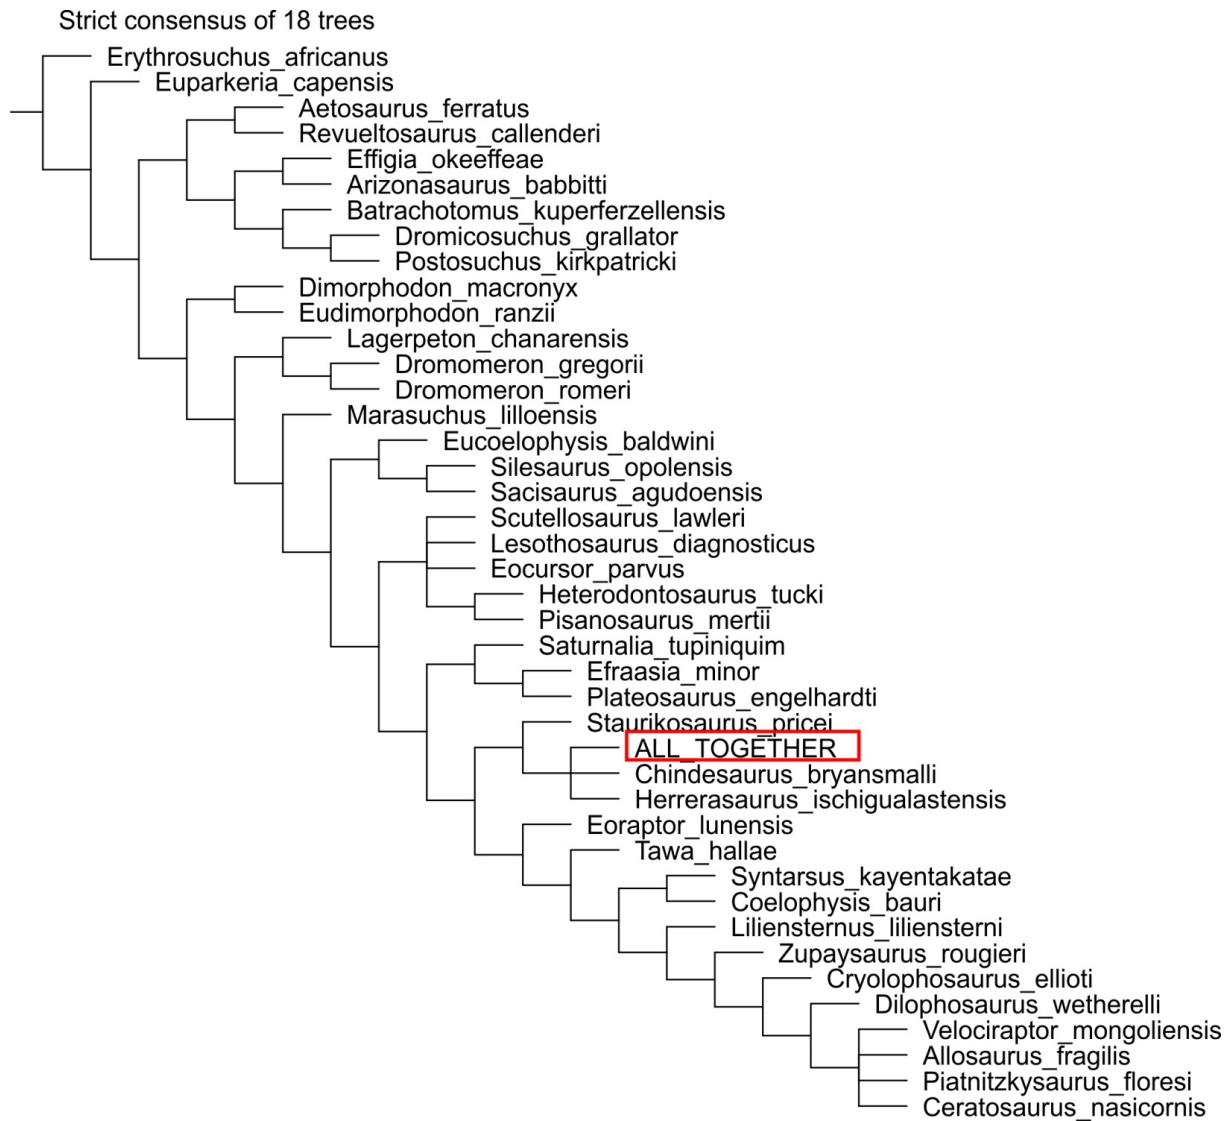 Strict consensus of 18 trees
Erythrosuchus_africanus
Euparkeria_capensis
Aetosaurus_ferratus
Revueltosaurus_callenderi
Effigia_okeeffeae
Arizonasaurus_babbitti
Batrachotomus_kuperferzellensis
Dromicosuchus_grallator
Postosuchus_kirkpatricki
Dimorphodon_macronyx
Eudimorphodon_ranzii
Lagerpeton_chanarensis
Dromomeron_gregorii
Dromomeron_romeri
Marasuchus_lilloensis
Eucoelophysis_baldwini
Silesaurus_opolensis
Sacisaurus_agudoensis
Scutellosaurus_lawleri
Lesothosaurus_diagnosticus
Eocursor_parvus
Heterodontosaurus_tucki
Pisanosaurus_mertii
Saturnalia_tupiniquim
Efraasia_minor
Plateosaurus_engelhardti
Staurikosaurus_pricei
ALL_TOGETHER
Chindesaurus_bryansmalli
Herrerasaurus_ischigualastensis
Eoraptor_lunensis
Tawa_hallae
Syntarsus_kayentakatae
Coelophysis_bauri
Liliensternus_liliensterni
Zupaysaurus_rougieri
Cryolophosaurus_ellioti
Dilophosaurus_wetherelli
Velociraptor_mongoliensis
Allosaurus_fragilis
Piatnitzkysaurus_floresi
Ceratosaurus_nasicornis